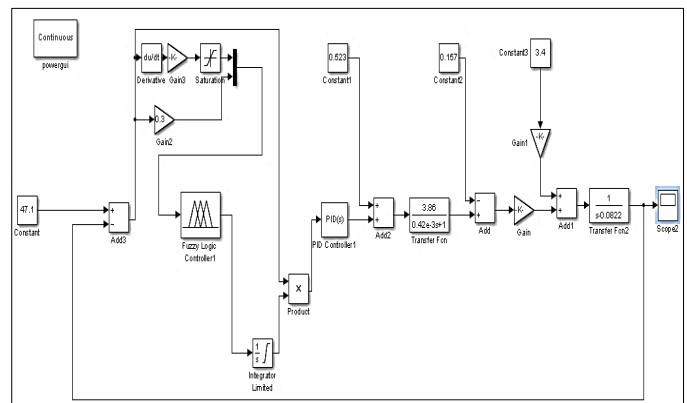 Continuous
powergui
du/dt
Derivative
-K-
Gain3
Saturation
0.3
Gain2
47.1
Constant
+
−
Add3
Fuzzy Logic
Controller1
1
s
Integrator
Limited
×
Product
PID(s)
PID Controller1
0.523
Constant1
+
+
Add2
3.86
0.42e-3s+1
Transfer Fcn
0.157
Constant2
−
+
Add
-K-
Gain
Constant3
3.4
-K-
Gain1
+
+
Add1
1
s0.0822
Transfer Fcn2
Scope2